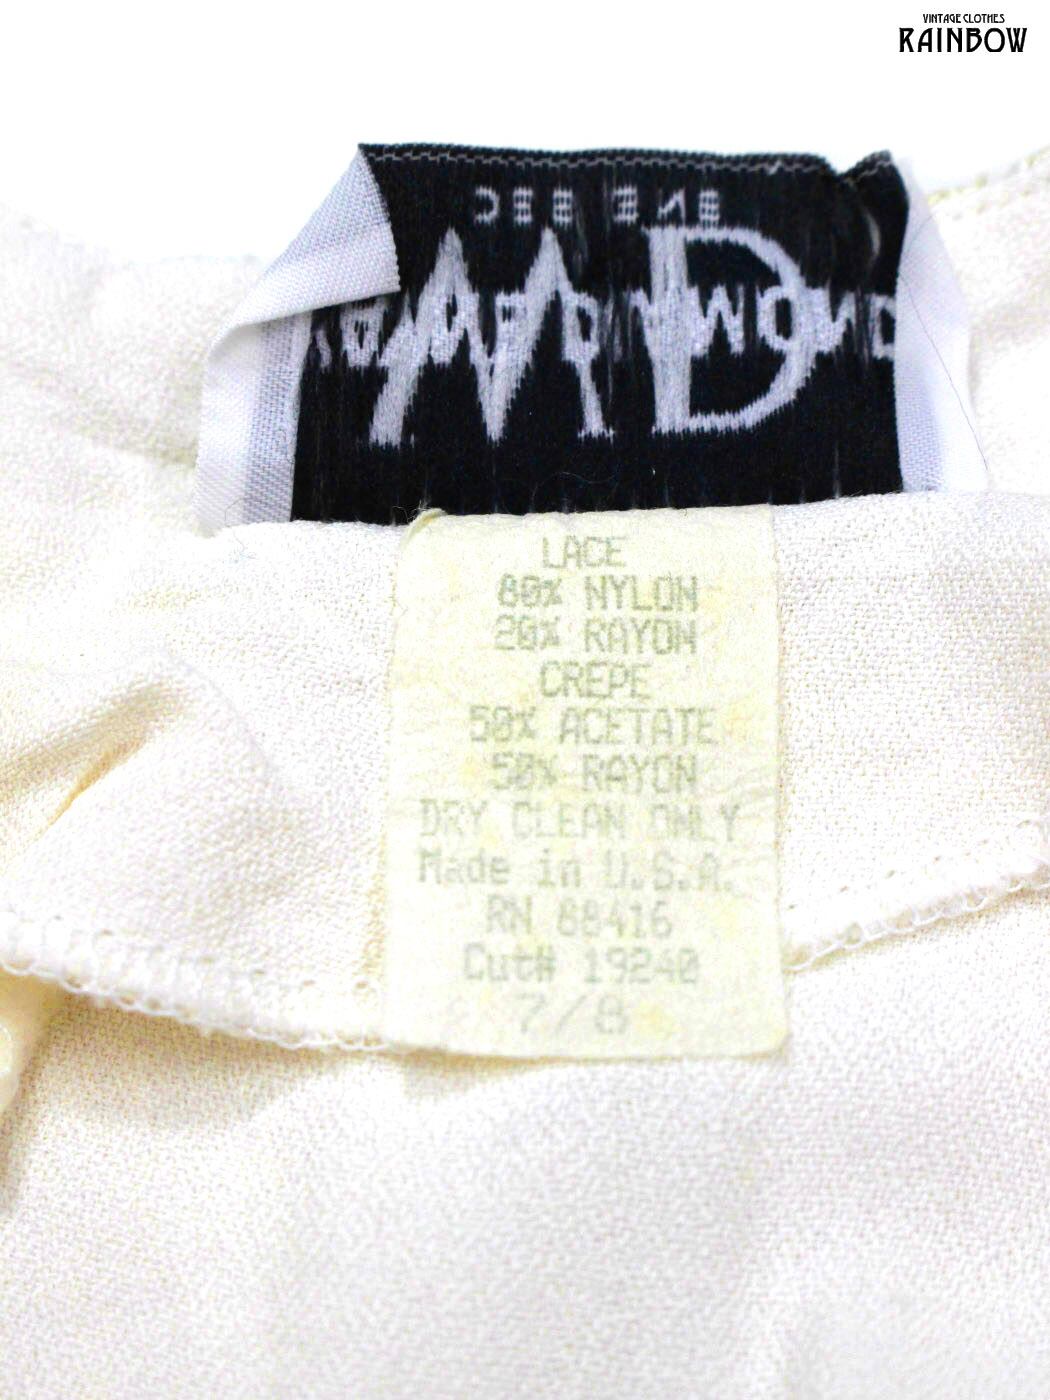 VINTAGE CLOTHES
RAINBOW
LACE
80% NYLON
20% RAYON
CREPE
50% ACETATE
50% RAYON
DRY CLEAN ONLY
Made in U.S.A.
RN 88416
Cut# 19240
7/8